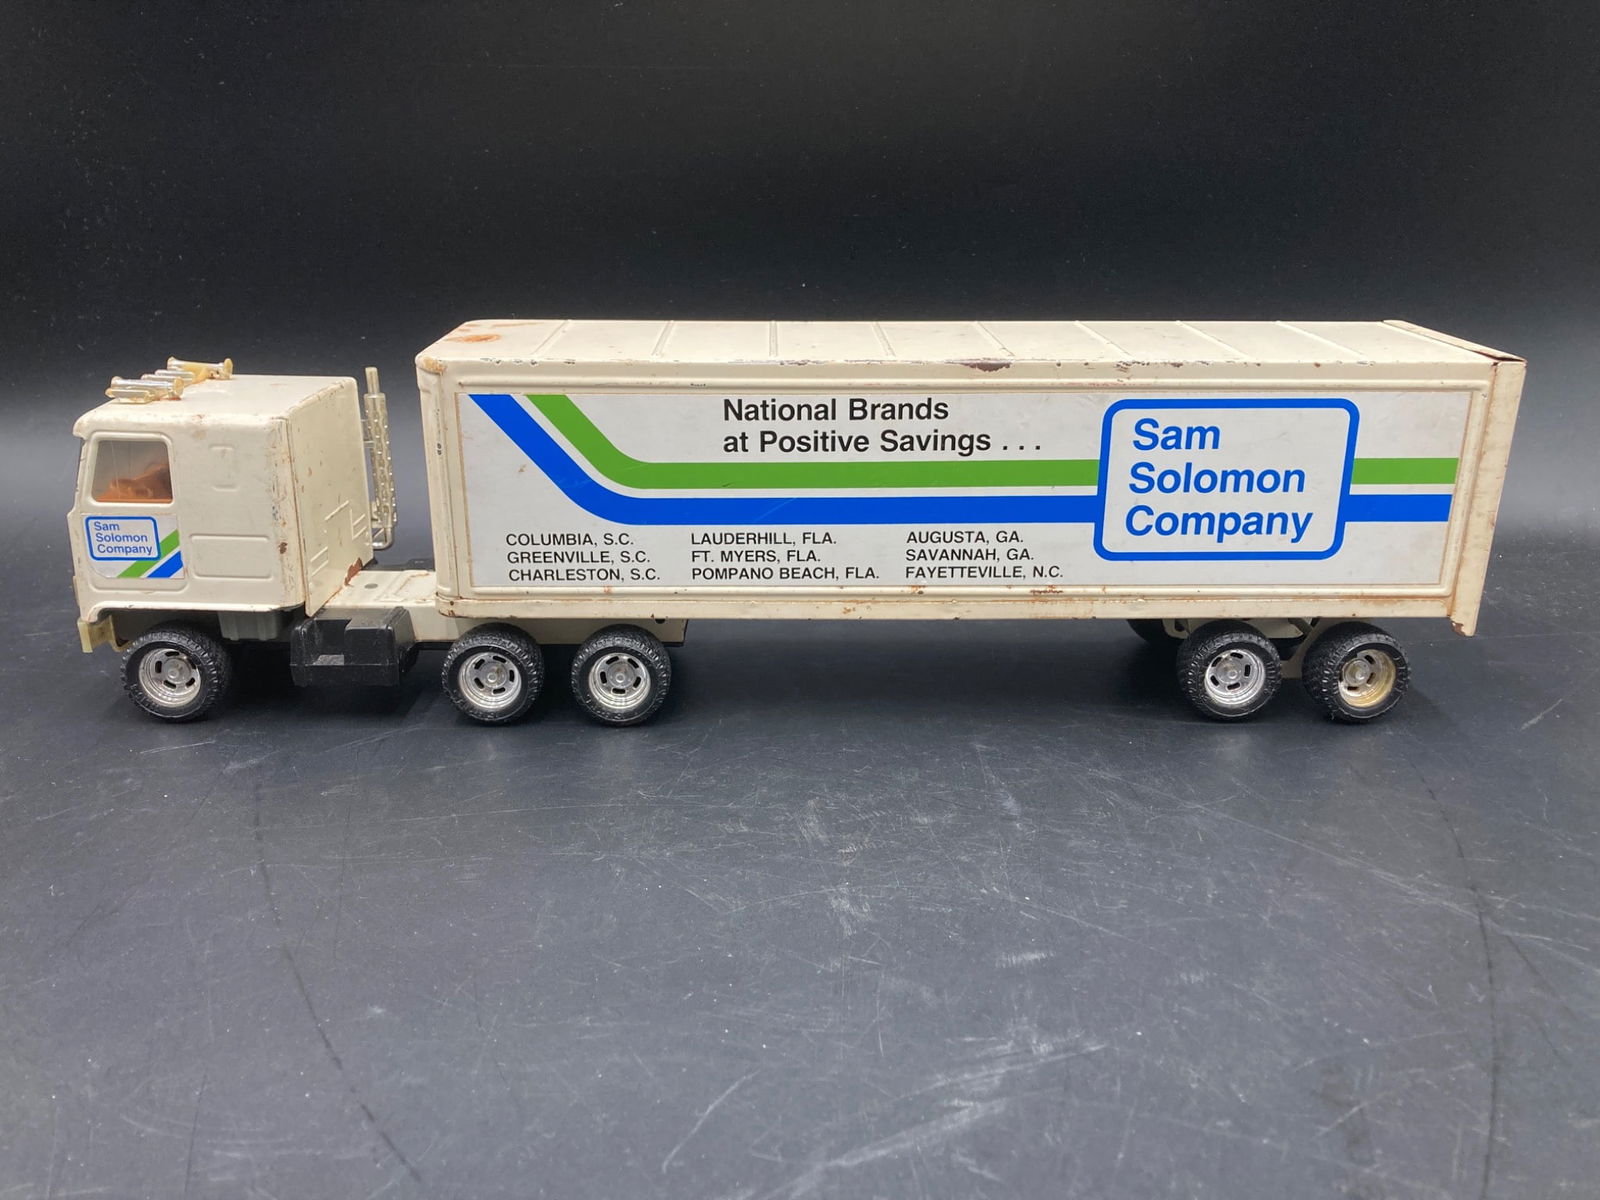 National Brands
at Positive Savings . . .
Sam
Solomon
Company
COLUMBIA, S.C.
GREENVILLE, S.C.
CHARLESTON, S.C.
LAUDERHILL, FLA.
FT. MYERS, FLA.
POMPANO BEACH, FLA.
AUGUSTA, GA.
SAVANNAH, GA.
FAYETTEVILLE, N.C.
Sam
Solomon
Company